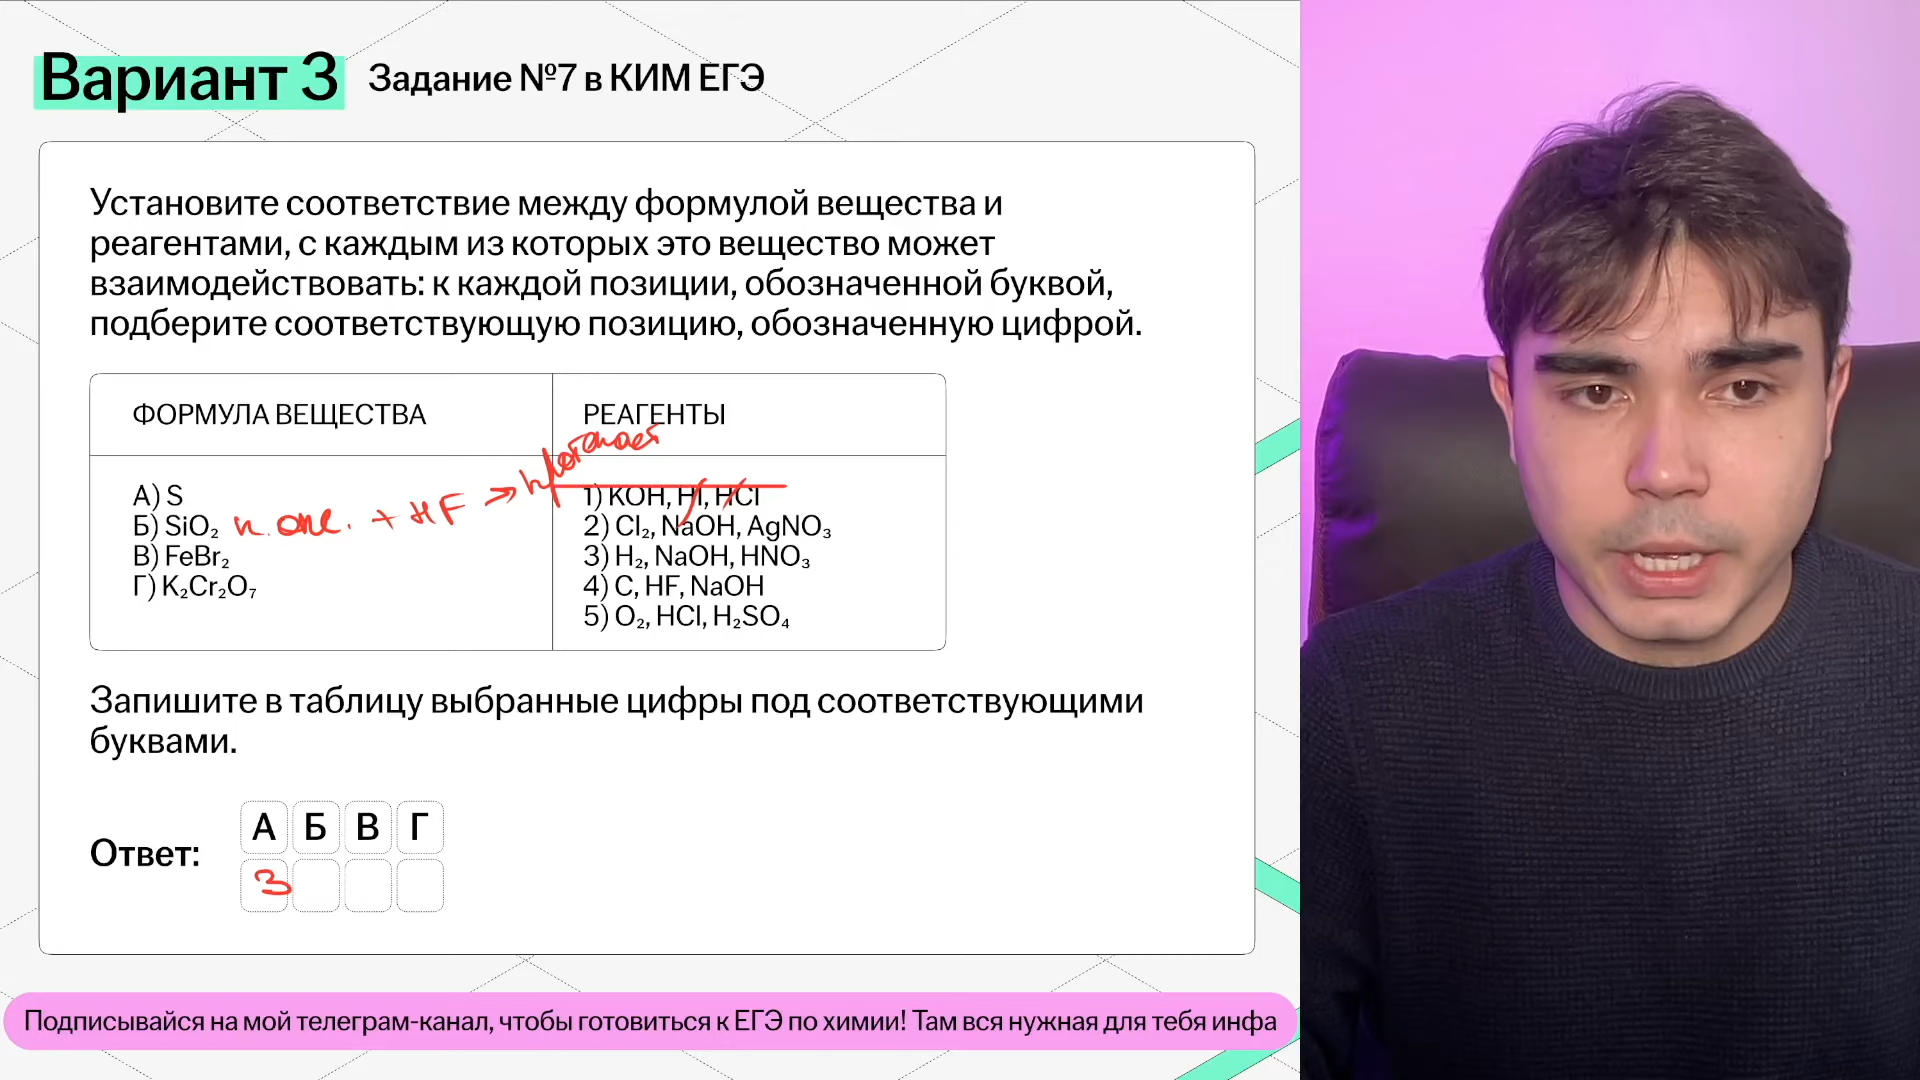 Вариант 3 Задание №7 в КИМ ЕГЭ
Установите соответствие между формулой вещества и
реагентами, с каждым из которых это вещество может
взаимодействовать: к каждой позиции, обозначенной буквой,
подберите соответствующую позицию, обозначенную цифрой.
ФОРМУЛА ВЕЩЕСТВА
А) S
Б) SiO₂ к. окс. + HF → протекает
В) FeBr₂
Г) K₂Cr₂O₇
РЕАГЕНТЫ
1) KOH, HI, HCl
2) Cl₂, NaOH, AgNO₃
3) H₂, NaOH, HNO₃
4) C, HF, NaOH
5) O₂, HCl, H₂SO₄
Запишите в таблицу выбранные цифры под соответствующими
буквами.
Ответ:
А Б В Г
3
Подписывайся на мой телеграм-канал, чтобы готовиться к ЕГЭ по химии! Там вся нужная для тебя инфа